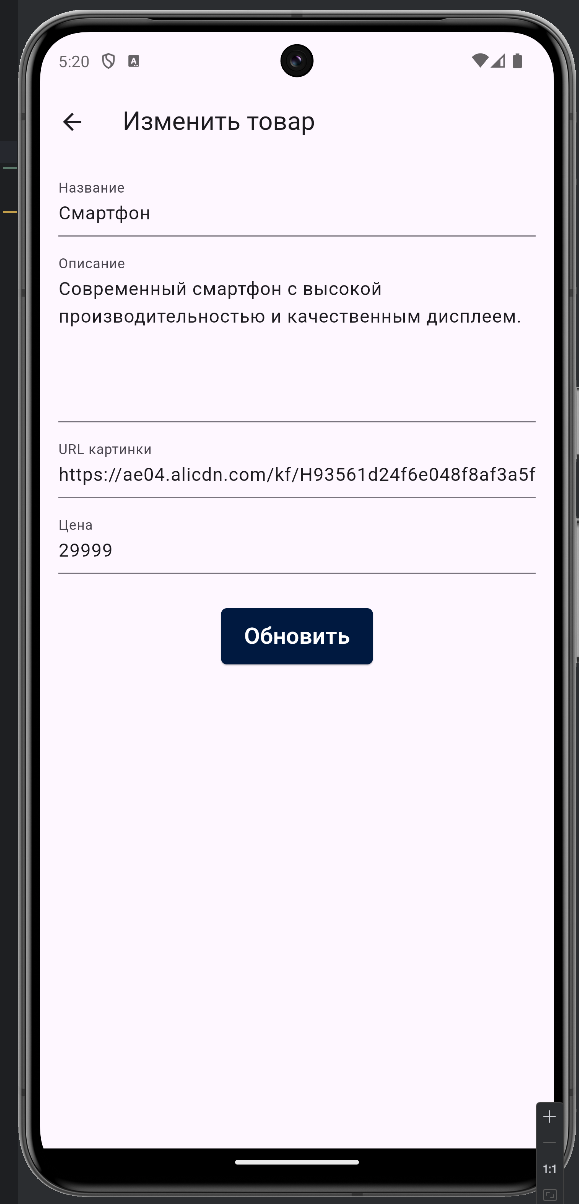 5:20
Изменить товар
Название
Смартфон
Описание
Современный смартфон с высокой
производительностью и качественным дисплеем.
URL картинки
https://ae04.alicdn.com/kf/H93561d24f6e048f8af3a5f
Цена
29999
Обновить
1:1